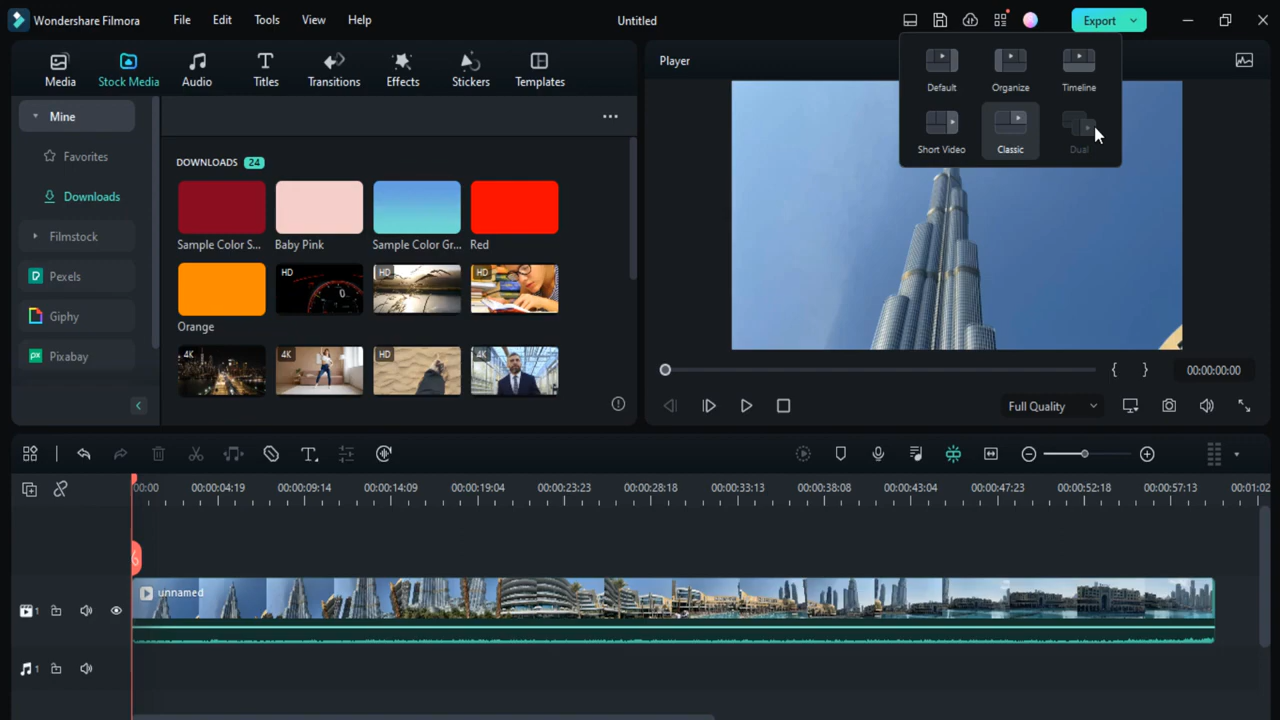 Wondershare Filmora File Edit Tools View Help Untitled Export
Media Stock Media Audio Titles Transitions Effects Stickers Templates
Player
Default Organize Timeline
Short Video Classic Dual
Mine
Favorites
Downloads
Filmstock
Pexels
Giphy
Pixabay
DOWNLOADS 24
Sample Color S... Baby Pink Sample Color Gr... Red
HD HD HD
Orange
4K 4K HD 4K
00:00:00:00
Full Quality
00:00 00:00:04:19 00:00:09:14 00:00:14:09 00:00:19:04 00:00:23:23 00:00:28:18 00:00:33:13 00:00:38:08 00:00:43:04 00:00:47:23 00:00:52:18 00:00:57:13 00:01:02
unnamed
1
1